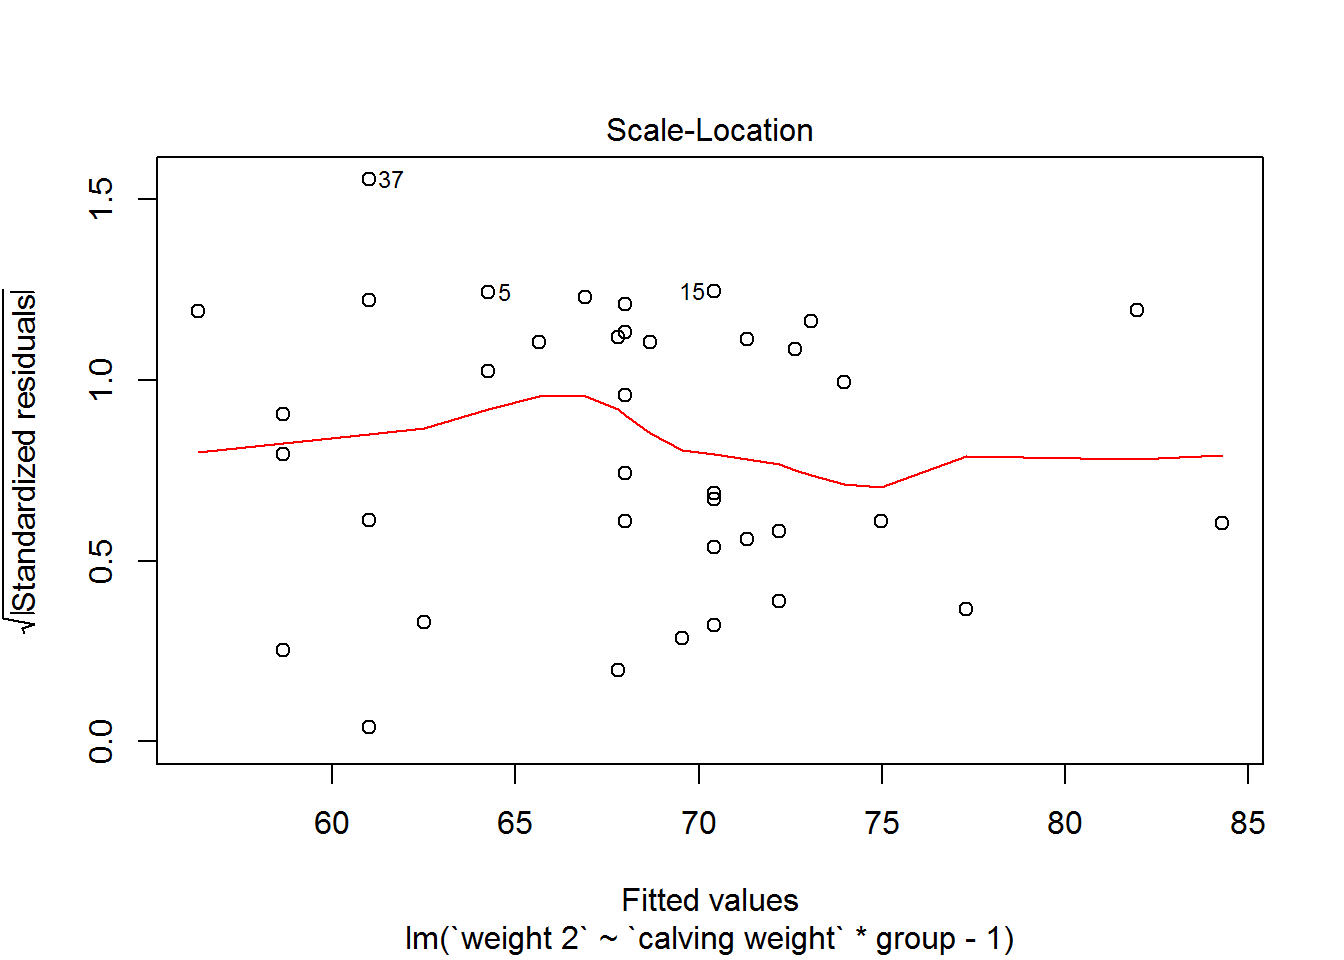 Scale-Location
√|Standardized residuals|
1.5
1.0
0.5
0.0
37
5
15
60 65 70 75 80 85
Fitted values
lm(`weight 2` ~ `calving weight` * group - 1)